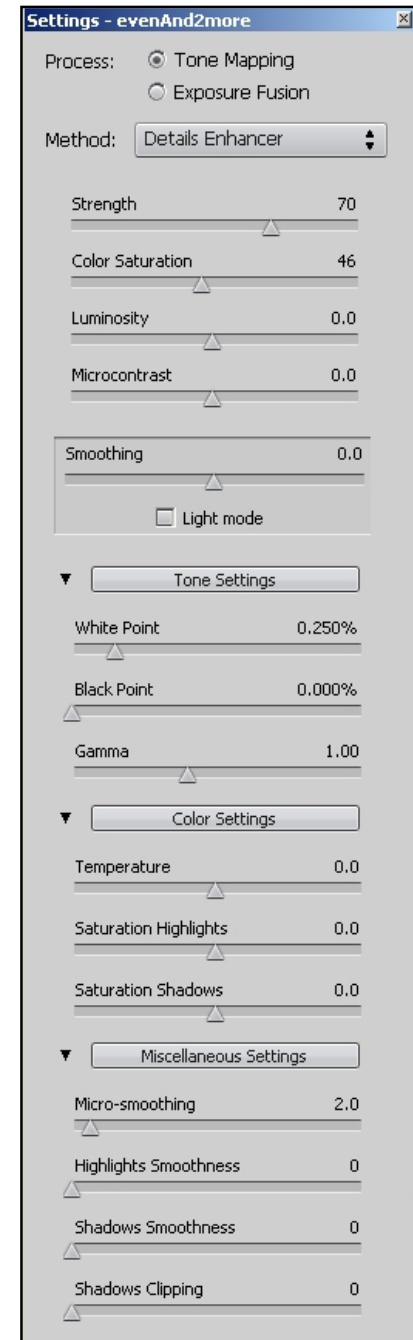 Settings - evenAnd2more
Process: Tone Mapping
Exposure Fusion
Method: Details Enhancer
Strength 70
Color Saturation 46
Luminosity 0.0
Microcontrast 0.0
Smoothing 0.0
Light mode
Tone Settings
White Point 0.250%
Black Point 0.000%
Gamma 1.00
Color Settings
Temperature 0.0
Saturation Highlights 0.0
Saturation Shadows 0.0
Miscellaneous Settings
Micro-smoothing 2.0
Highlights Smoothness 0
Shadows Smoothness 0
Shadows Clipping 0